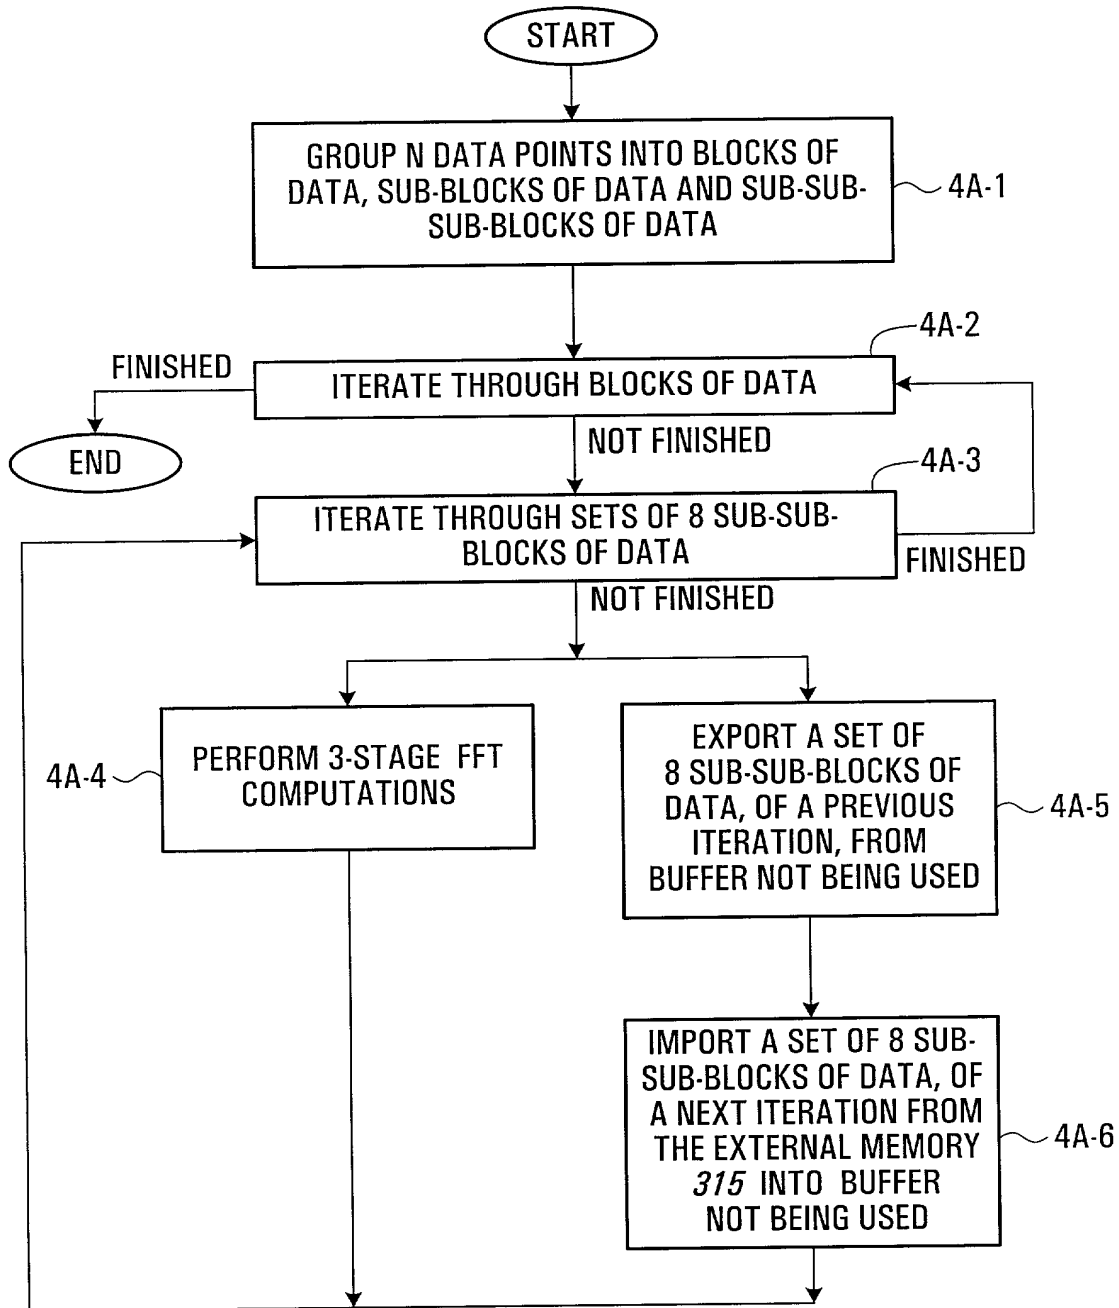 START
GROUP N DATA POINTS INTO BLOCKS OF
DATA, SUB-BLOCKS OF DATA AND SUB-SUB-
SUB-BLOCKS OF DATA
4A-1
4A-2
FINISHED
ITERATE THROUGH BLOCKS OF DATA
NOT FINISHED
END
4A-3
ITERATE THROUGH SETS OF 8 SUB-SUB-
BLOCKS OF DATA
FINISHED
NOT FINISHED
4A-4
PERFORM 3-STAGE FFT
COMPUTATIONS
EXPORT A SET OF
8 SUB-SUB-BLOCKS OF
DATA, OF A PREVIOUS
ITERATION, FROM
BUFFER NOT BEING USED
4A-5
IMPORT A SET OF 8 SUB-
SUB-BLOCKS OF DATA, OF
A NEXT ITERATION FROM
THE EXTERNAL MEMORY
315 INTO BUFFER
NOT BEING USED
4A-6